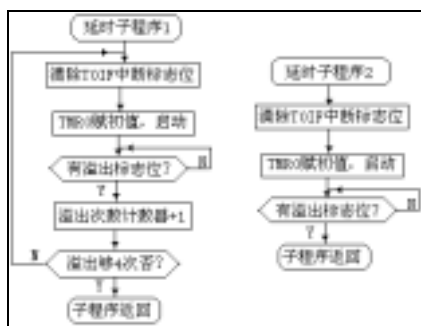 延时子程序1
清除TOIF中断标志位
TMR0赋初值，启动
有溢出标志位?
N
Y
溢出次数计数器+1
溢出够4次否?
N
Y
子程序返回
延时子程序2
清除TOIF中断标志位
TMR0赋初值，启动
有溢出标志位?
N
Y
子程序返回